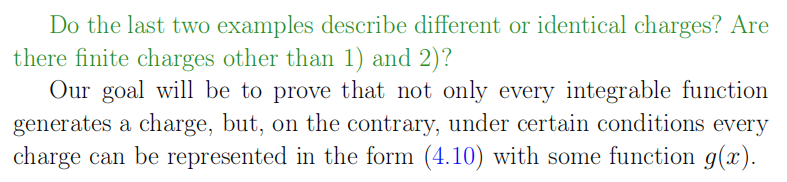 Do the last two examples describe different or identical charges? Are
there finite charges other than 1) and 2)?
Our goal will be to prove that not only every integrable function
generates a charge, but, on the contrary, under certain conditions every
charge can be represented in the form (4.10) with some function g(x).